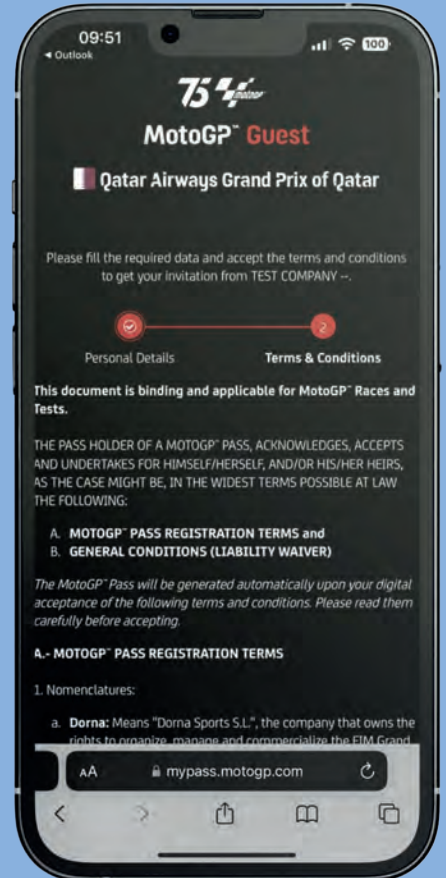 09:51
100
◂ Outlook
75 MotoGP™
MotoGP™ Guest
Qatar Airways Grand Prix of Qatar
Please fill the required data and accept the terms and conditions
to get your invitation from TEST COMPANY --.
2
Personal Details
Terms & Conditions
This document is binding and applicable for MotoGP™ Races and
Tests.
THE PASS HOLDER OF A MOTOGP™ PASS, ACKNOWLEDGES, ACCEPTS
AND UNDERTAKES FOR HIMSELF/HERSELF, AND/OR HIS/HER HEIRS,
AS THE CASE MIGHT BE, IN THE WIDEST TERMS POSSIBLE AT LAW
THE FOLLOWING:
A. MOTOGP™ PASS REGISTRATION TERMS and
B. GENERAL CONDITIONS (LIABILITY WAIVER)
The MotoGP™ Pass will be generated automatically upon your digital
acceptance of the following terms and conditions. Please read them
carefully before accepting.
A.- MOTOGP™ PASS REGISTRATION TERMS
1. Nomenclatures:
a. Dorna: Means "Dorna Sports S.L.", the company that owns the
rights to organize, manage and commercialize the FIM Grand
AA
mypass.motogp.com